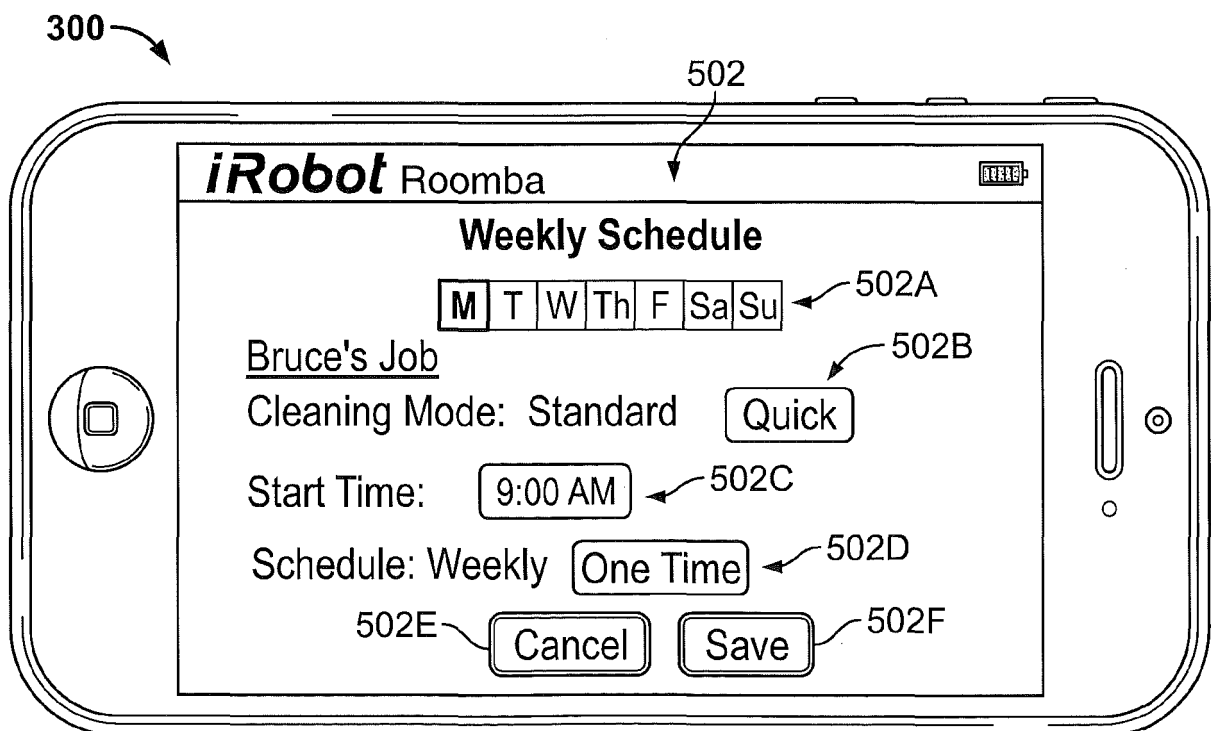 300
502
iRobot Roomba
Weekly Schedule
M T W Th F Sa Su 502A
Bruce's Job 502B
Cleaning Mode: Standard Quick
Start Time: 9:00 AM 502C
Schedule: Weekly One Time 502D
502E Cancel Save 502F